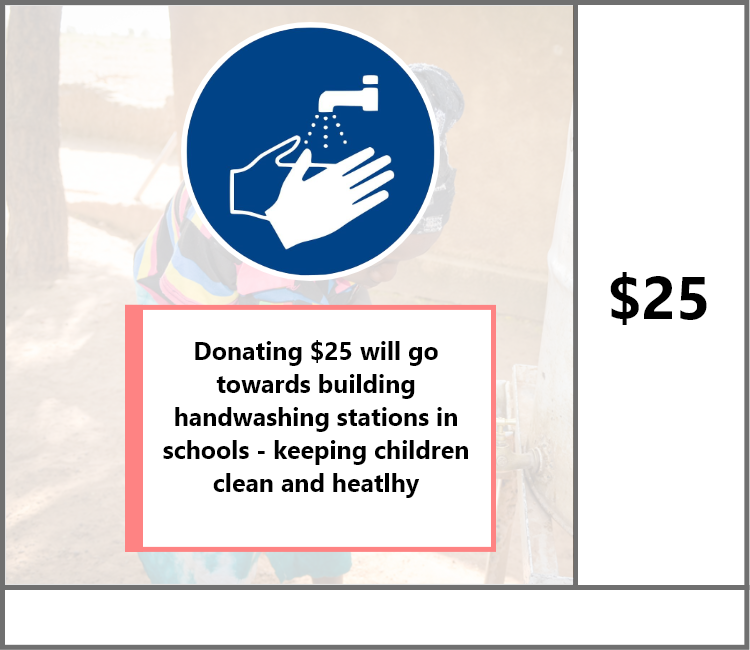 Donating $25 will go
towards building
handwashing stations in
schools - keeping children
clean and heatlhy
$25